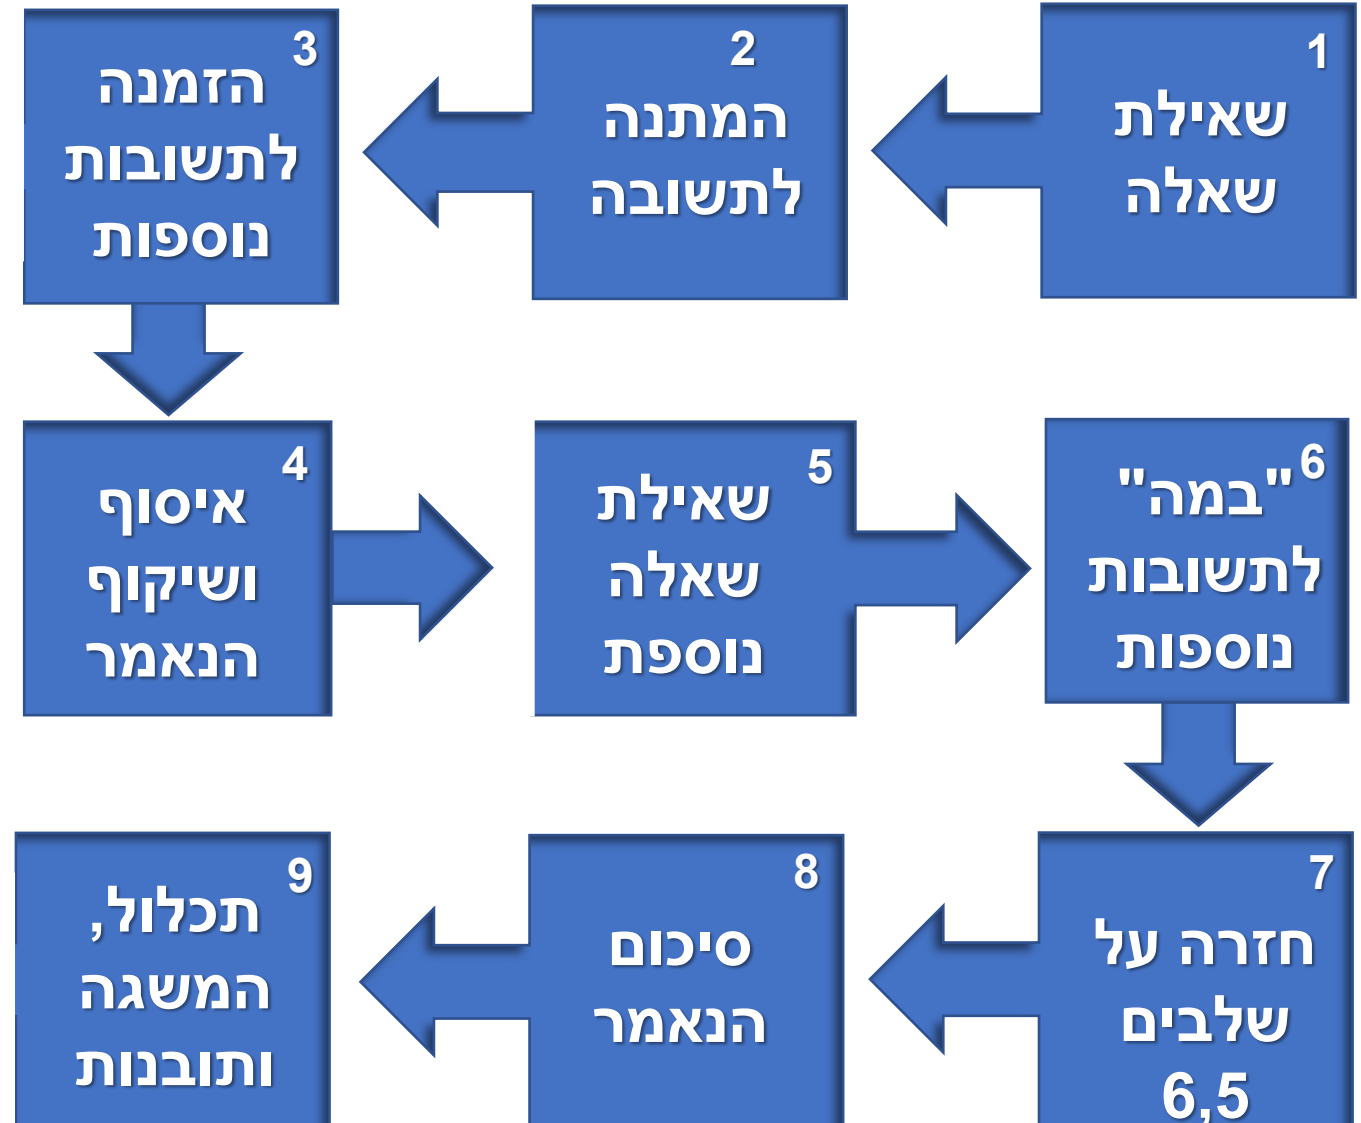 1
שאילת
שאלה
2
המתנה
לתשובה
3
הזמנה
לתשובות
נוספות
4
איסוף
ושיקוף
הנאמר
5
שאילת
שאלה
נוספת
6
"במה"
לתשובות
נוספות
7
חזרה על
שלבים
6,5
8
סיכום
הנאמר
9
תכלול,
המשגה
ותובנות